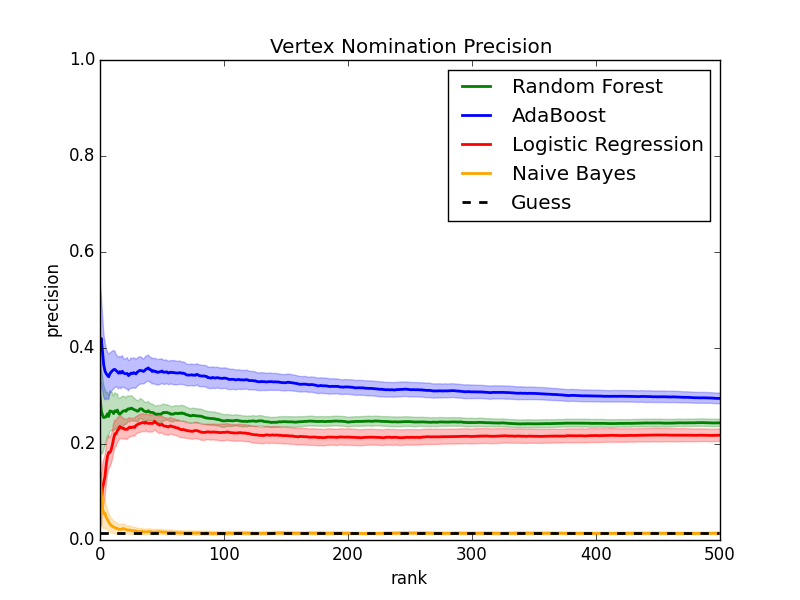 Vertex Nomination Precision
1.0
0.8
0.6
0.4
0.2
0.0
precision
Random Forest
AdaBoost
Logistic Regression
Naive Bayes
Guess
0 100 200 300 400 500
rank